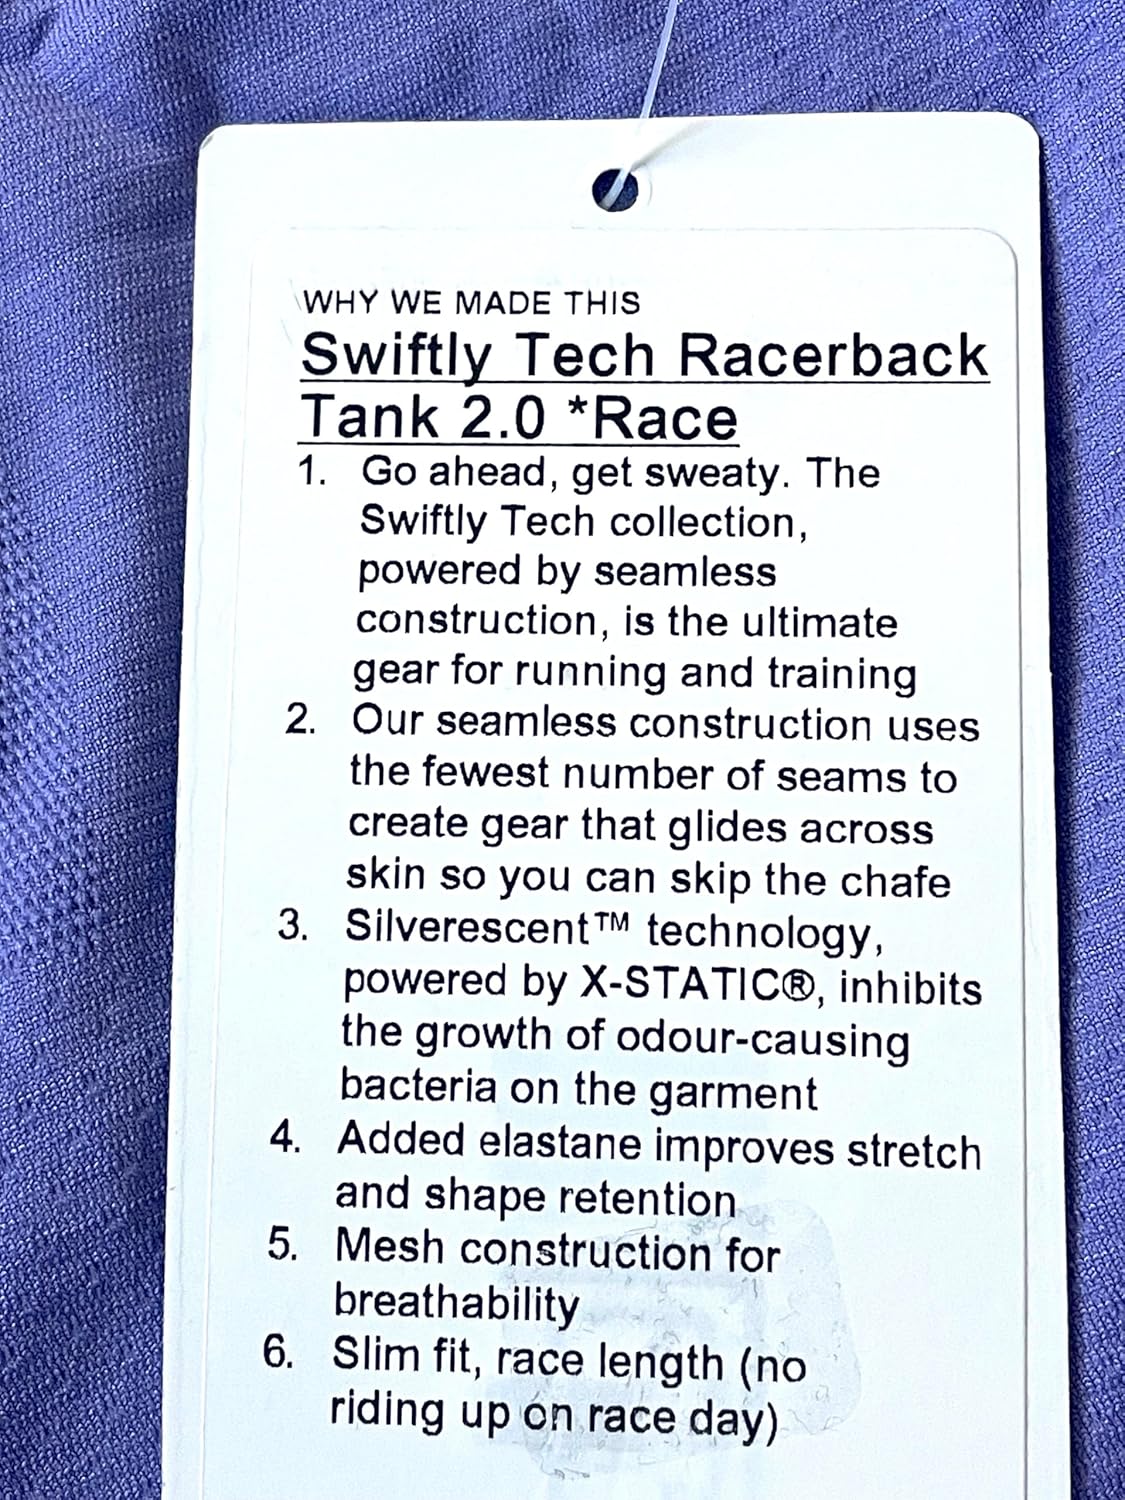 WHY WE MADE THIS
Swiftly Tech Racerback
Tank 2.0 *Race
1. Go ahead, get sweaty. The
Swiftly Tech collection,
powered by seamless
construction, is the ultimate
gear for running and training
2. Our seamless construction uses
the fewest number of seams to
create gear that glides across
skin so you can skip the chafe
3. Silverescent™ technology,
powered by X-STATIC®, inhibits
the growth of odour-causing
bacteria on the garment
4. Added elastane improves stretch
and shape retention
5. Mesh construction for
breathability
6. Slim fit, race length (no
riding up on race day)